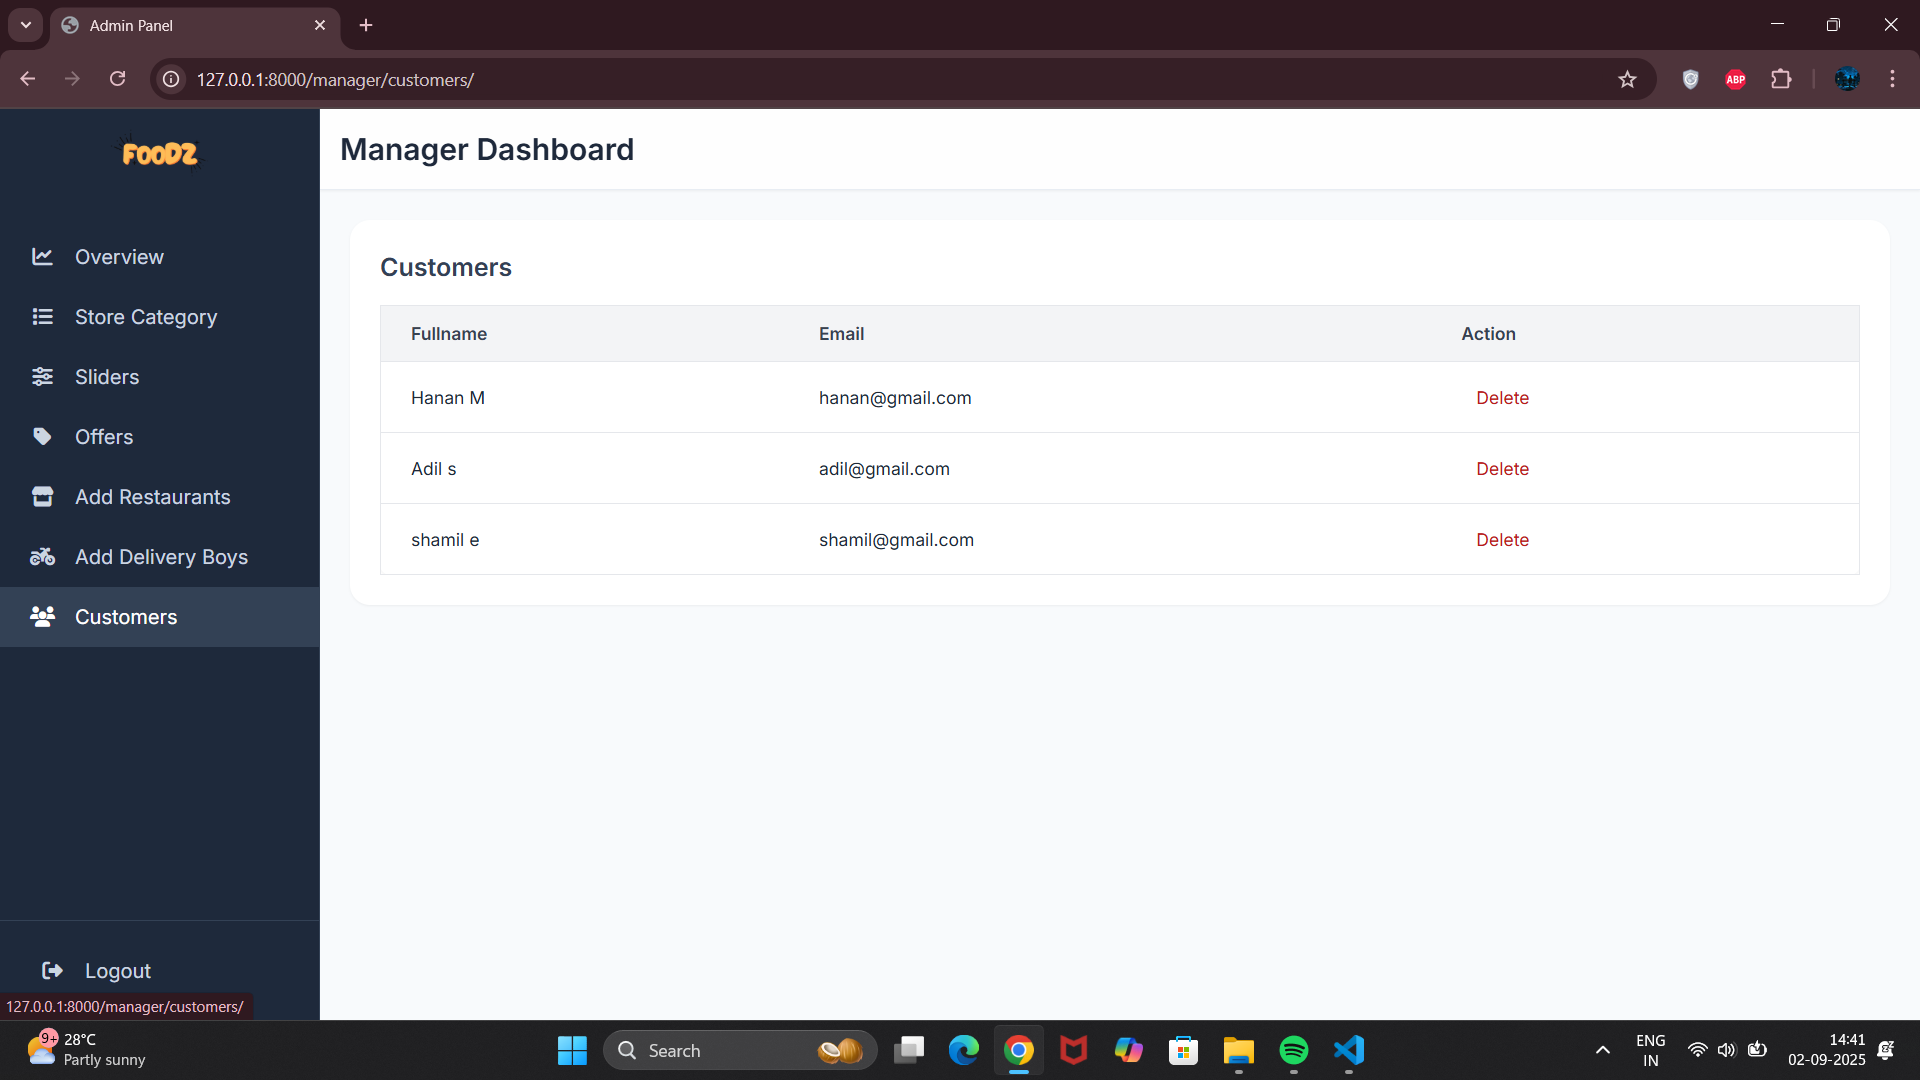 Admin Panel
127.0.0.1:8000/manager/customers/
ABP
FOODZ
Manager Dashboard
Overview
Store Category
Sliders
Offers
Add Restaurants
Add Delivery Boys
Customers
Logout
Customers
Fullname Email Action
Hanan M hanan@gmail.com Delete
Adil s adil@gmail.com Delete
shamil e shamil@gmail.com Delete
127.0.0.1:8000/manager/customers/
9+
28°C
Partly sunny
Search
ENG
IN
14:41
02-09-2025